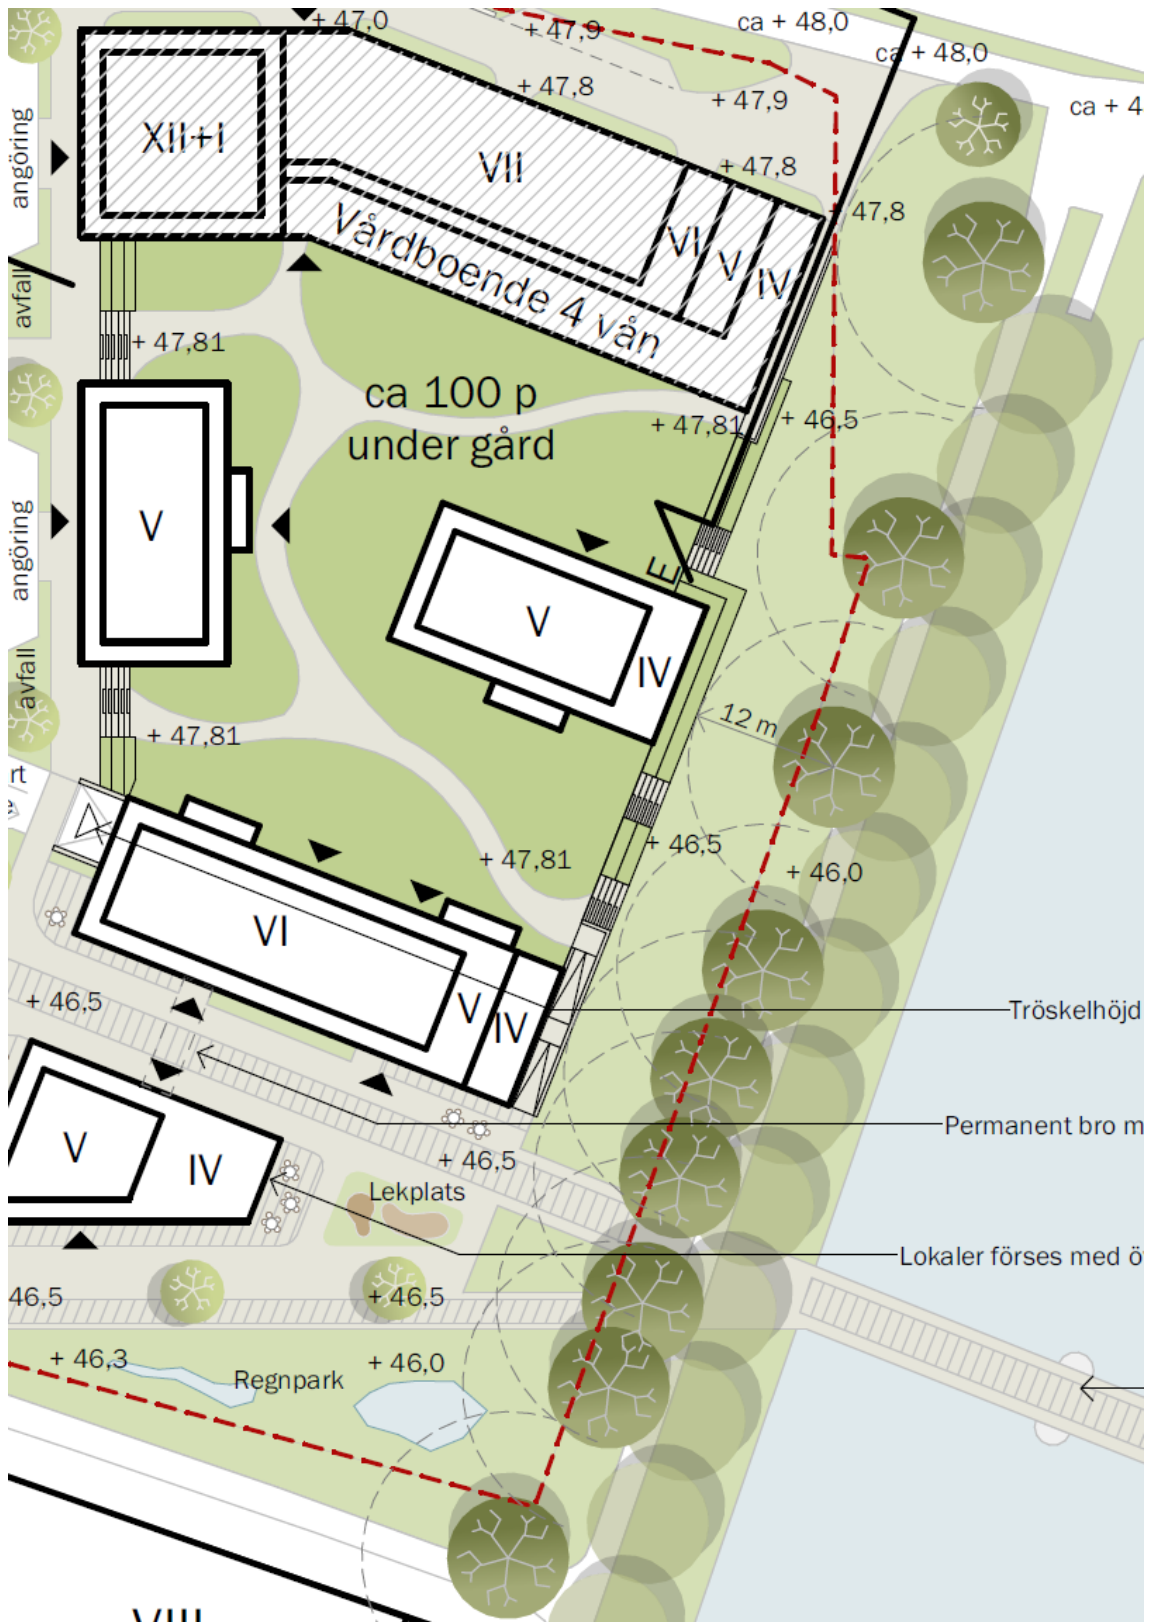 + 47,0
+ 47,9
ca + 48,0
ca + 48,0
+ 47,8
+ 47,9
ca + 4
angöring
XII+I
VII
+ 47,8
+ 47,8
Vårdboende 4 vån
VI
V
IV
avfall
+ 47,81
ca 100 p
under gård
+ 47,81
+ 46,5
angöring
V
E
V
IV
avfall
+ 47,81
12 m
rt
+ 47,81
+ 46,5
+ 46,0
VI
V
IV
+ 46,5
Tröskelhöjd
Permanent bro m
V
IV
+ 46,5
Lekplats
Lokaler förses med ö
46,5
+ 46,5
+ 46,3
+ 46,0
Regnpark
VIII